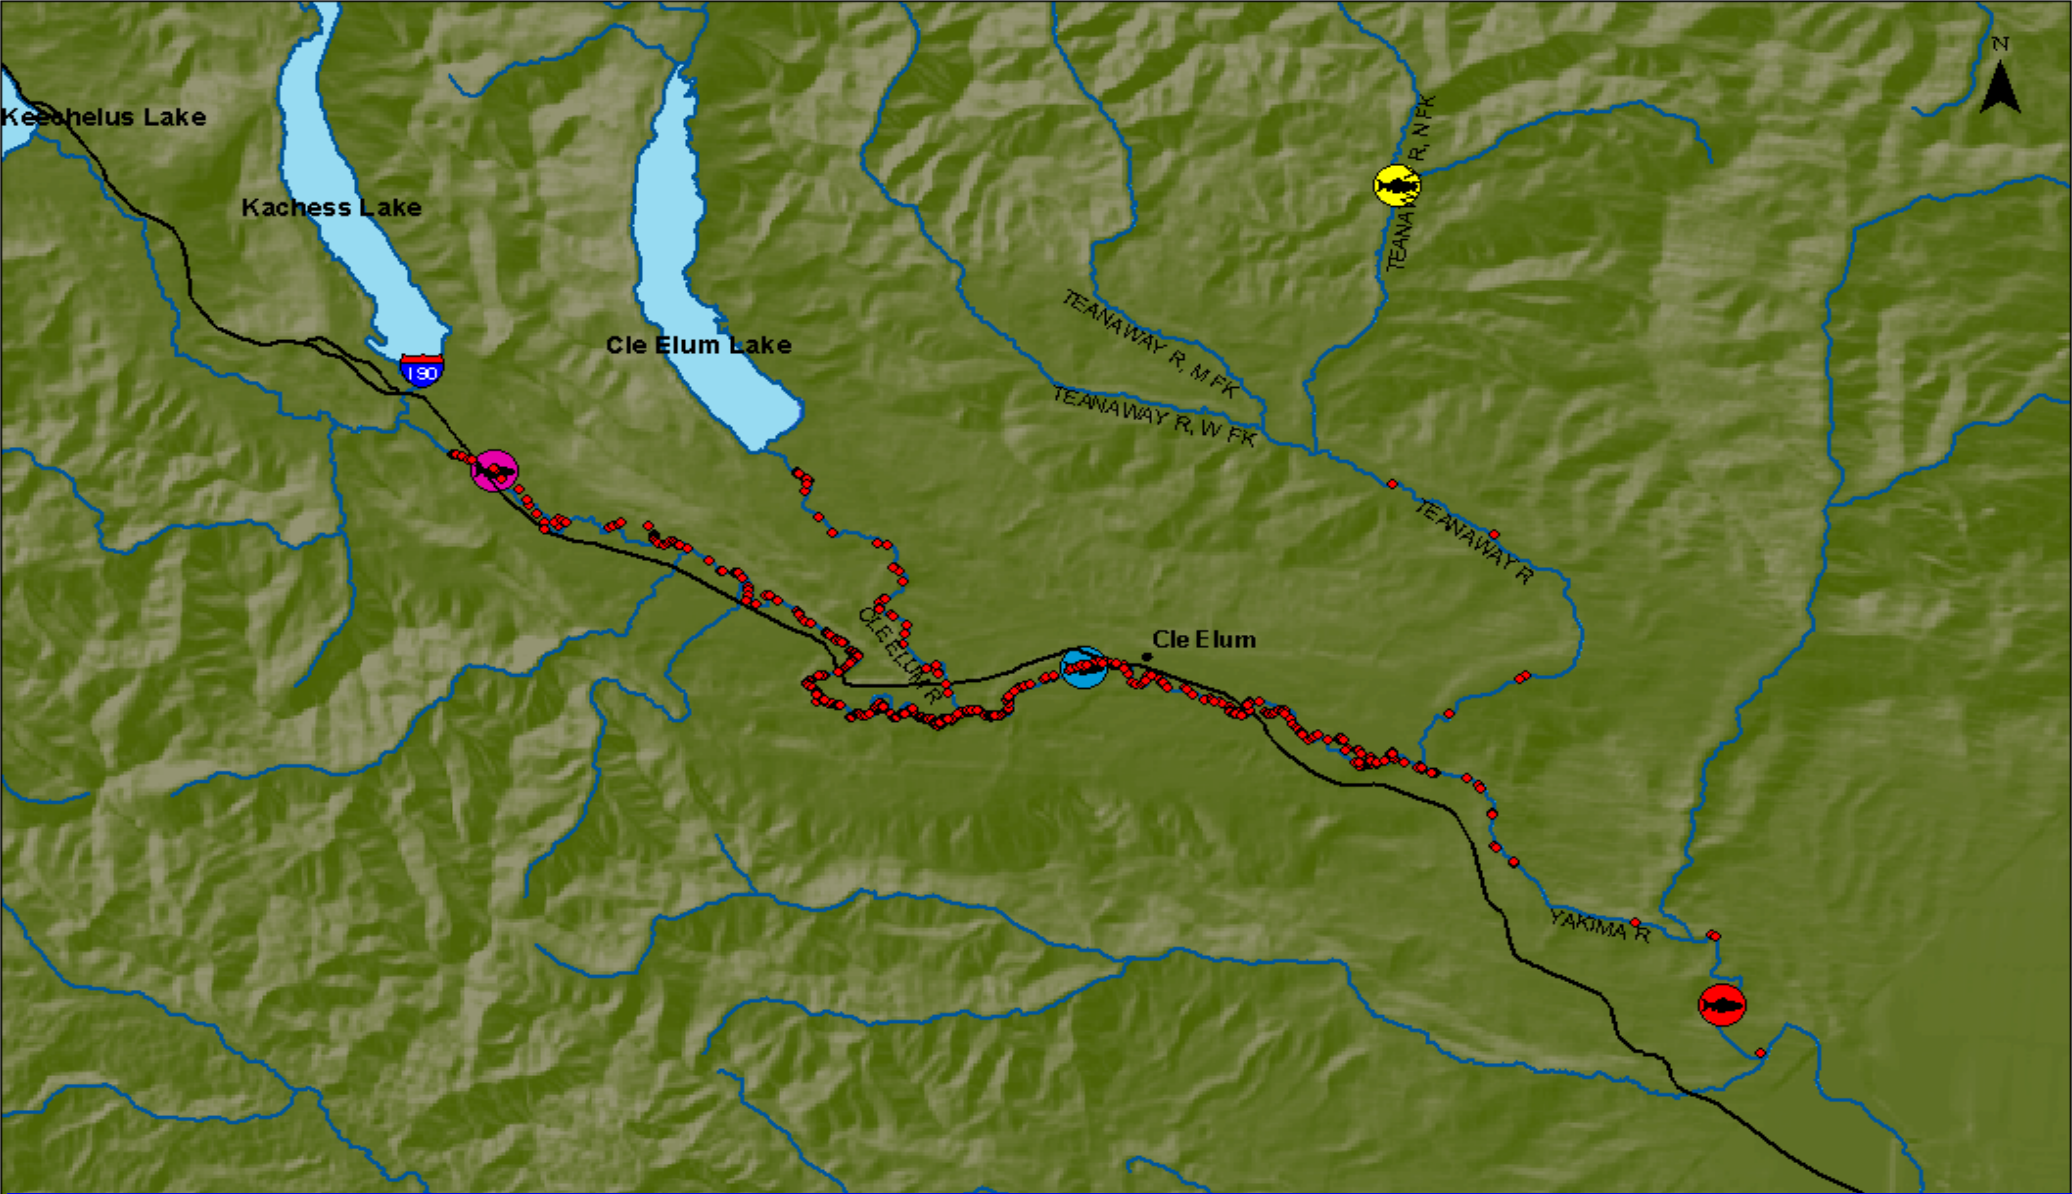 N
Keechelus Lake
TEANAWAY R, N FK
Kachess Lake
TEANAWAY R, M FK
Cle Elum Lake
I 90
TEANAWAY R, W FK
TEANAWAY R
CLE ELUM R
Cle Elum
YAKIMA R